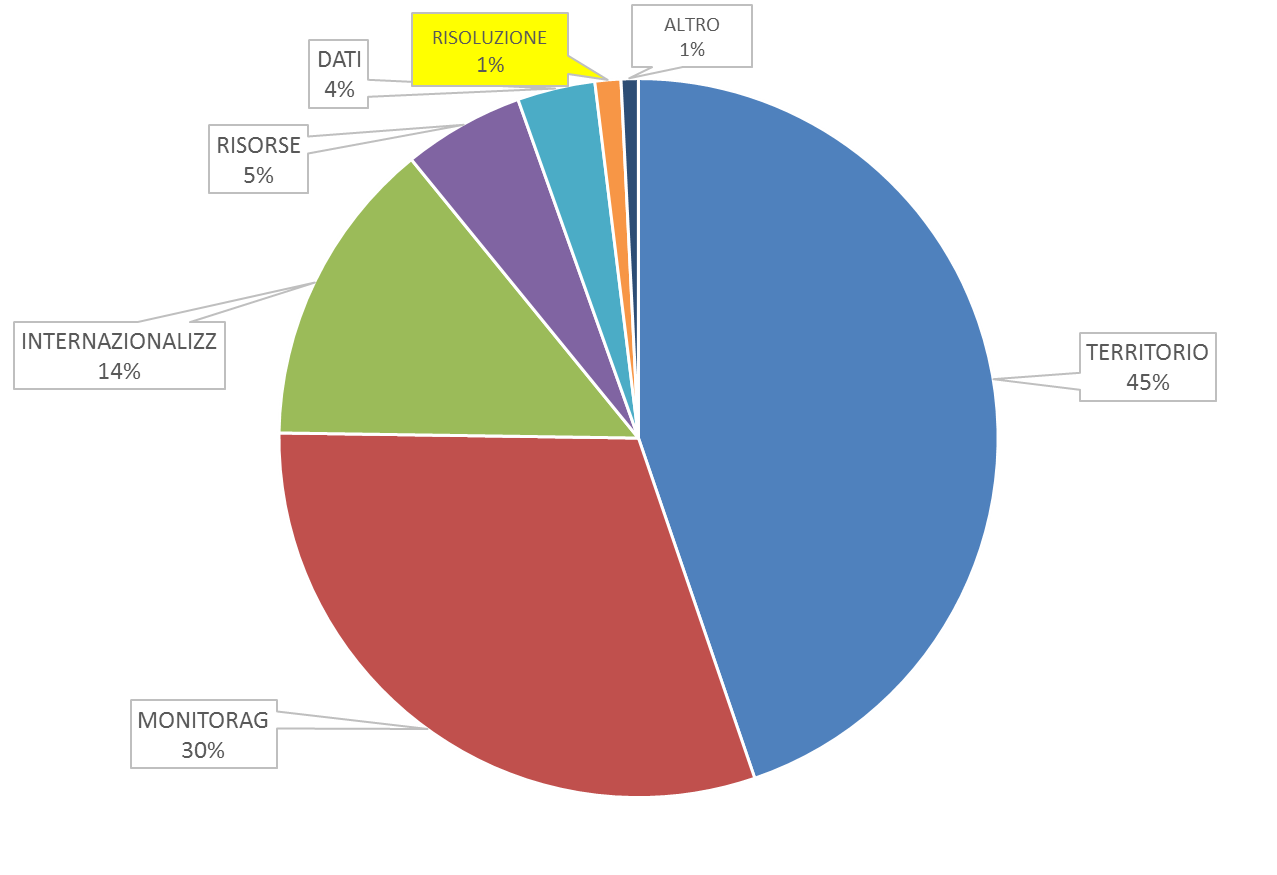 ALTRO
1%
RISOLUZIONE
1%
DATI
4%
RISORSE
5%
INTERNAZIONALIZZ
14%
TERRITORIO
45%
MONITORAG
30%